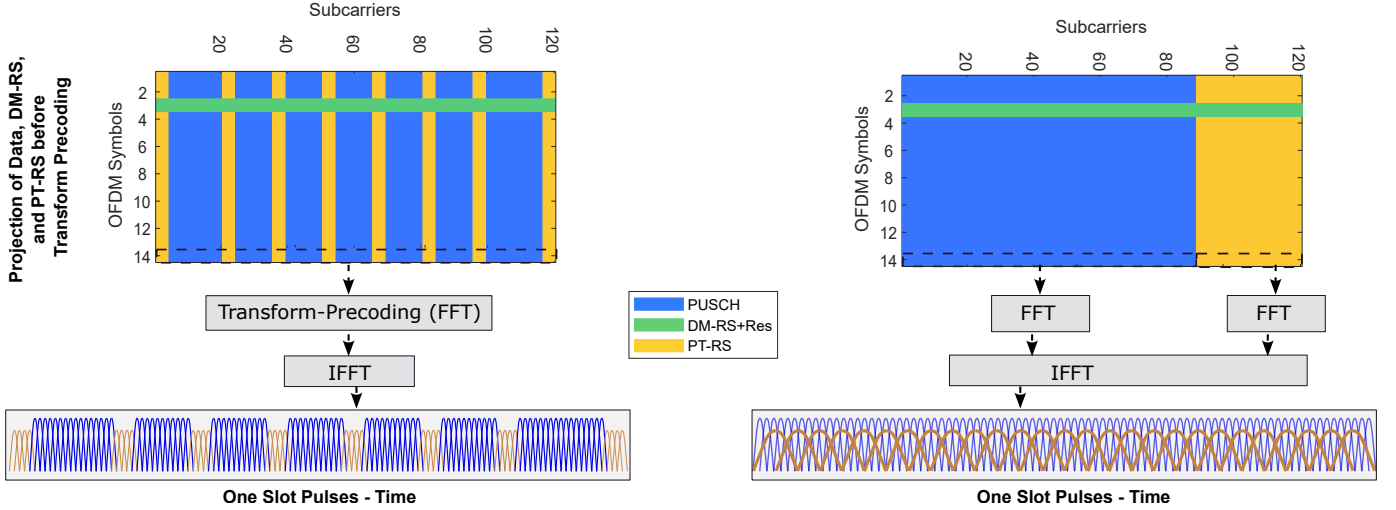 Subcarriers
20 40 60 80 100 120
Projection of Data, DM-RS,
and PT-RS before
Transform Precoding
OFDM Symbols
2
4
6
8
10
12
14
Transform-Precoding (FFT)
IFFT
One Slot Pulses - Time
PUSCH
DM-RS+Res
PT-RS
Subcarriers
20 40 60 80 100 120
OFDM Symbols
2
4
6
8
10
12
14
FFT FFT
IFFT
One Slot Pulses - Time